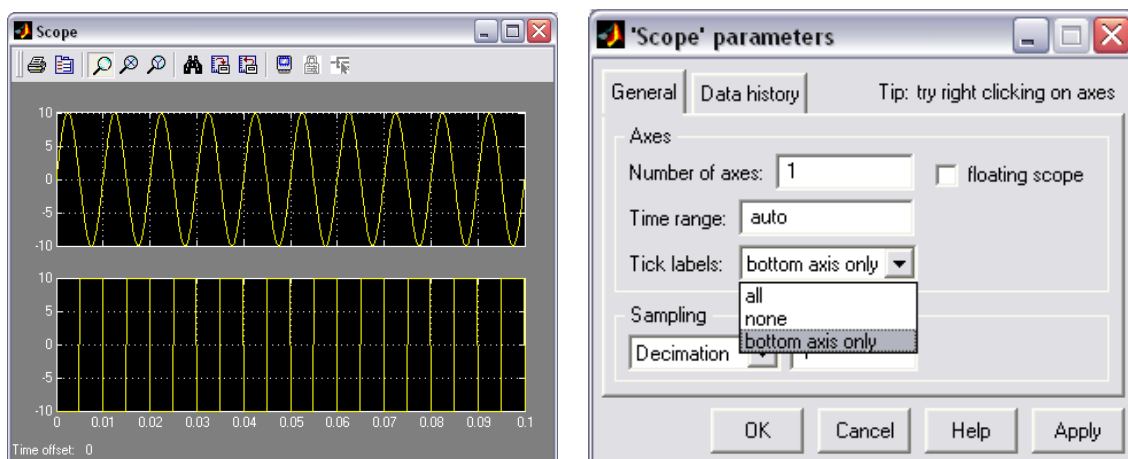 Scope
10
5
0
-5
-10
10
5
0
-5
-10
0 0.01 0.02 0.03 0.04 0.05 0.06 0.07 0.08 0.09 0.1
Time offset: 0
'Scope' parameters
General Data history Tip: try right clicking on axes
Axes
Number of axes: 1 floating scope
Time range: auto
Tick labels: bottom axis only
all
none
bottom axis only
Sampling
Decimation
OK Cancel Help Apply